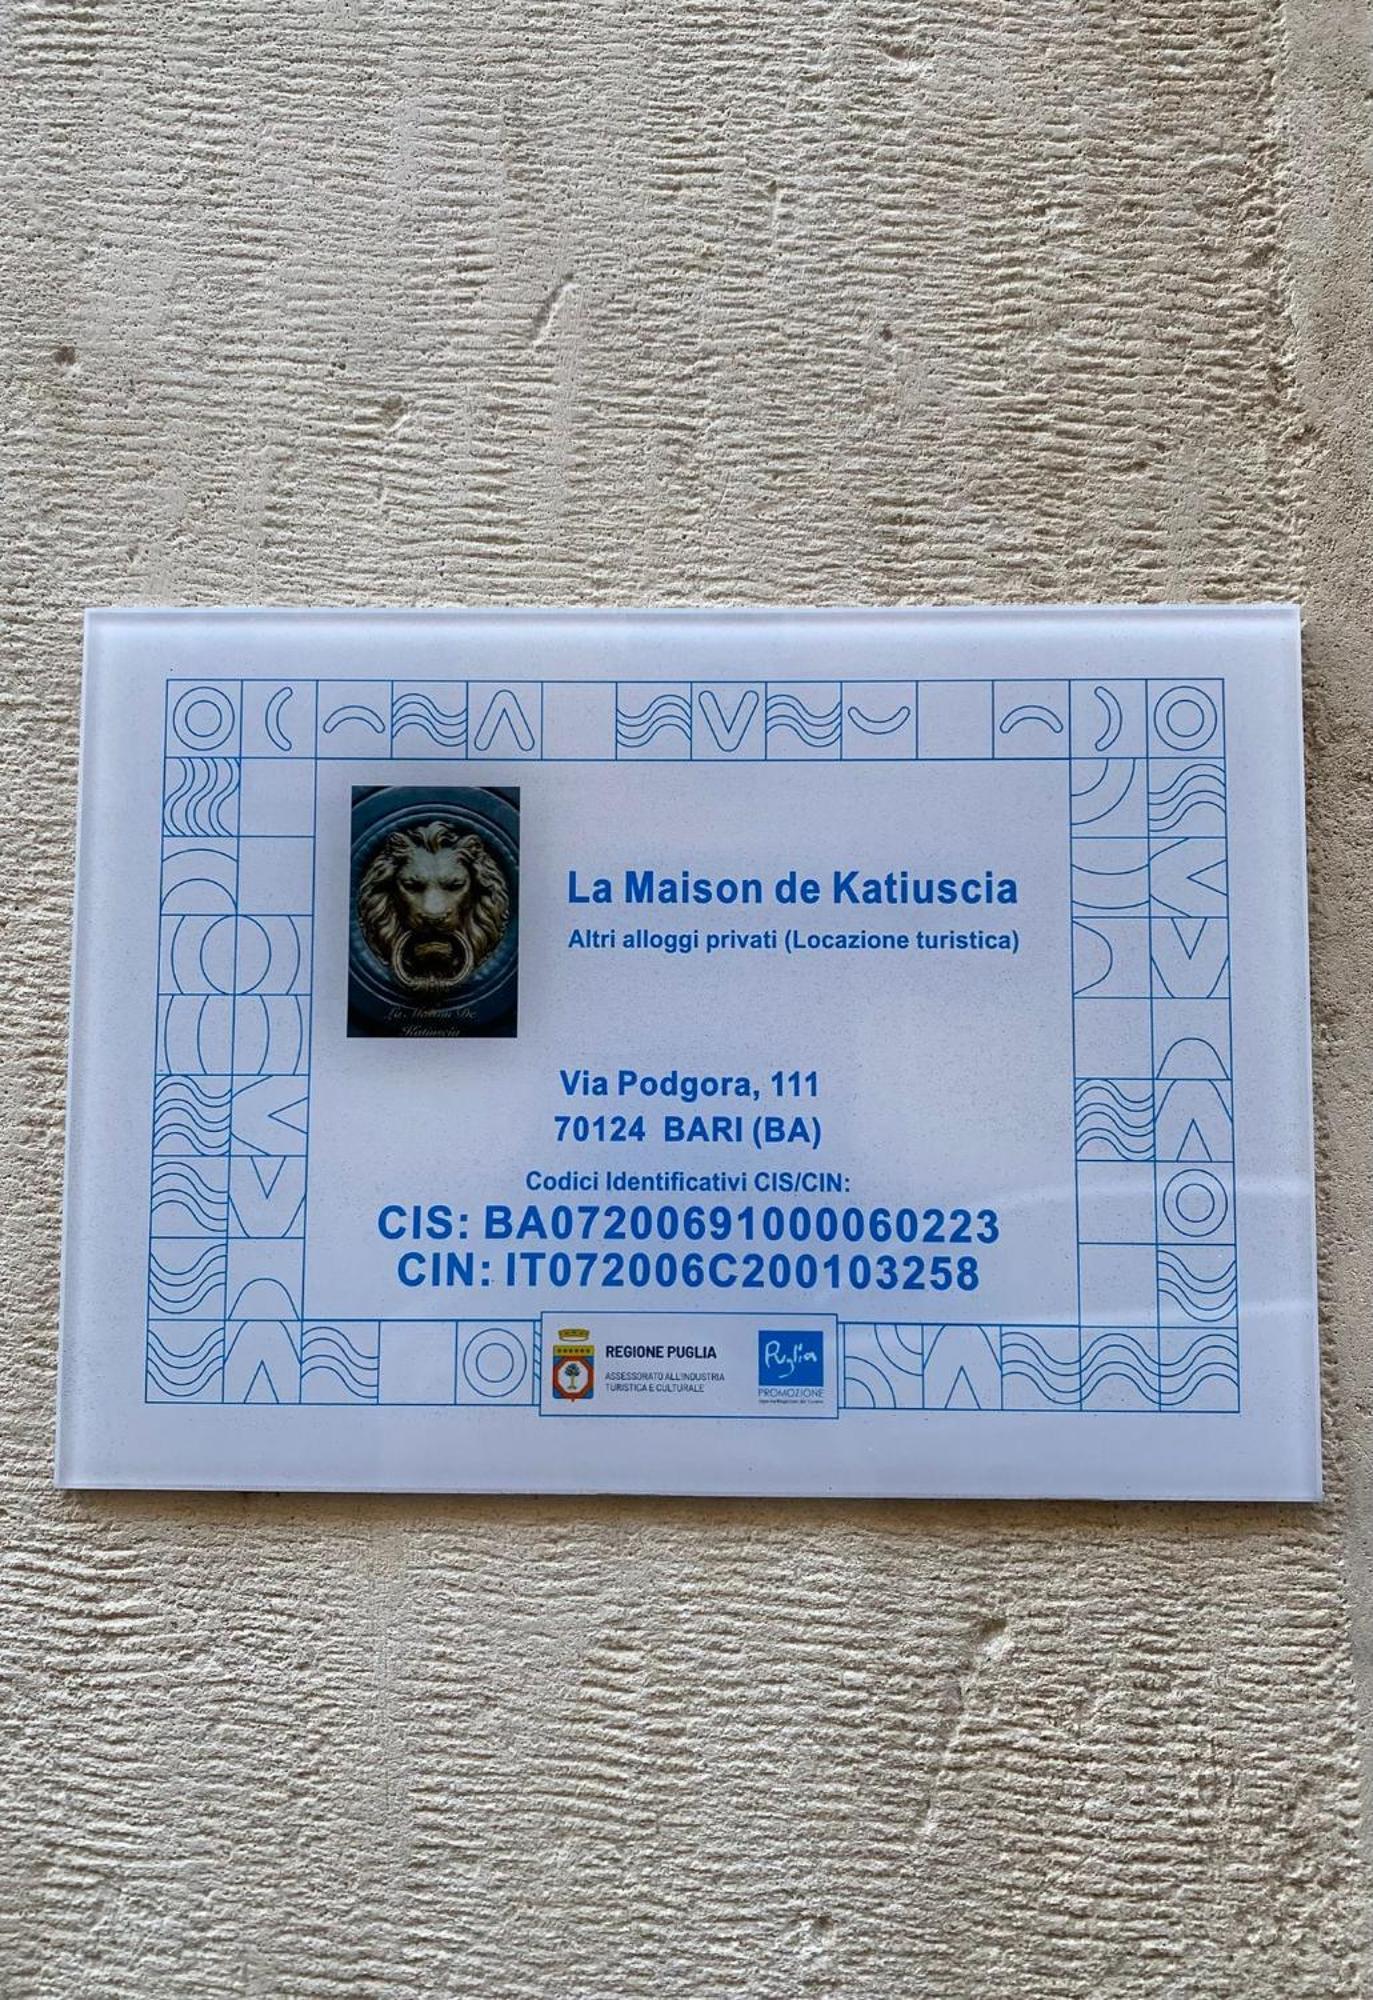 La Maison De
Katiuscia
La Maison de Katiuscia
Altri alloggi privati (Locazione turistica)
Via Podgora, 111
70124 BARI (BA)
Codici Identificativi CIS/CIN:
CIS: BA07200691000060223
CIN: IT072006C200103258
REGIONE PUGLIA
ASSESSORATO ALL'INDUSTRIA
TURISTICA E CULTURALE
Puglia
PROMOZIONE